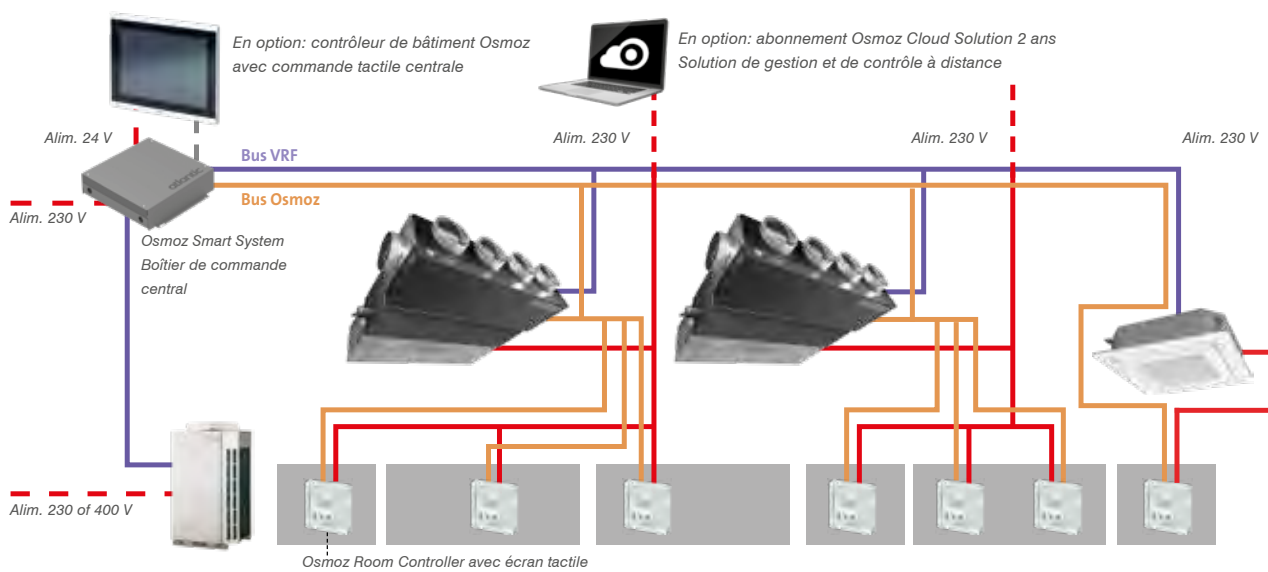 En option: contrôleur de bâtiment Osmoz
avec commande tactile centrale
En option: abonnement Osmoz Cloud Solution 2 ans
Solution de gestion et de contrôle à distance
Alim. 24 V
Alim. 230 V
Alim. 230 V
Alim. 230 V
Bus VRF
atlantic
Bus Osmoz
Alim. 230 V
Osmoz Smart System
Boîtier de commande
central
Alim. 230 of 400 V
Osmoz Room Controller avec écran tactile